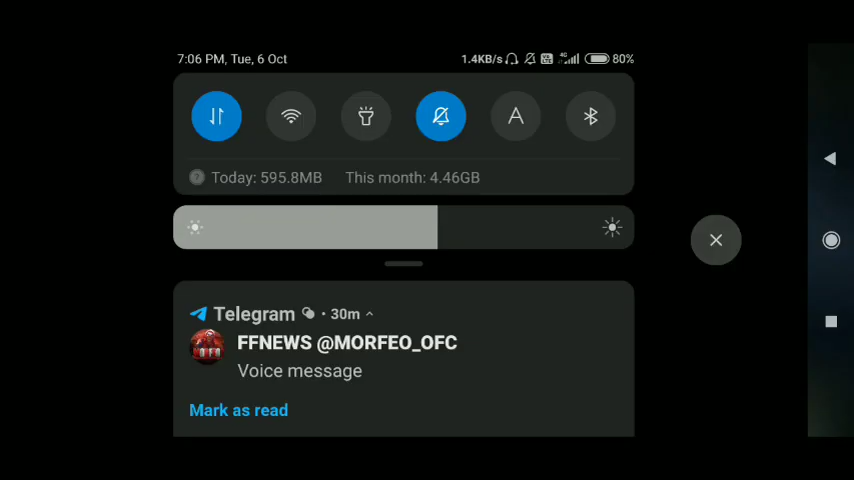 7:06 PM, Tue, 6 Oct 1.4KB/s 4G 80%
A
Today: 595.8MB This month: 4.46GB
Telegram • 30m
FFNEWS @MORFEO_OFC
Voice message
Mark as read